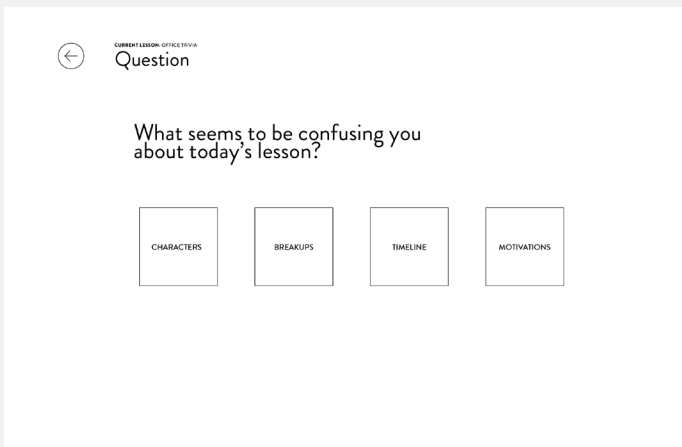 CURRENT LESSON: OFFICE TRIVIA
Question
What seems to be confusing you
about today's lesson?
CHARACTERS
BREAKUPS
TIMELINE
MOTIVATIONS